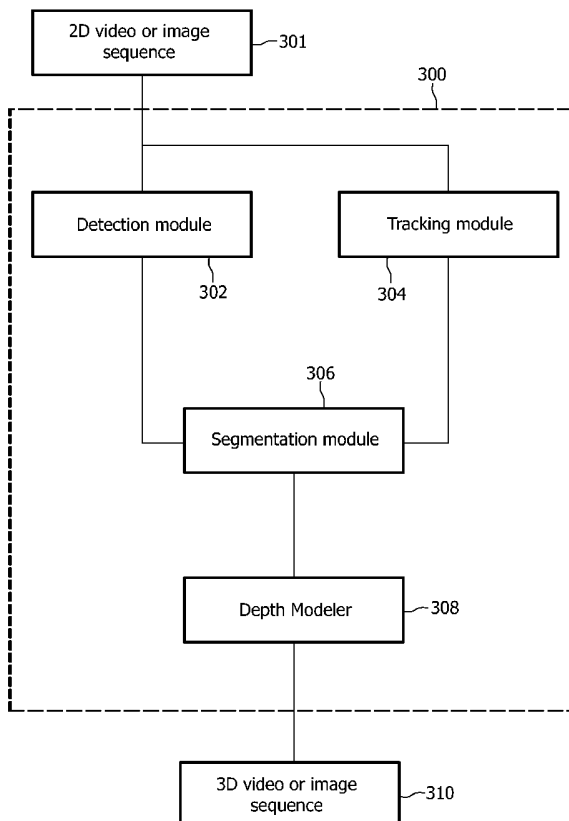 2D video or image
sequence
301
300
Detection module
Tracking module
302
304
306
Segmentation module
Depth Modeler
308
3D video or image
sequence
310